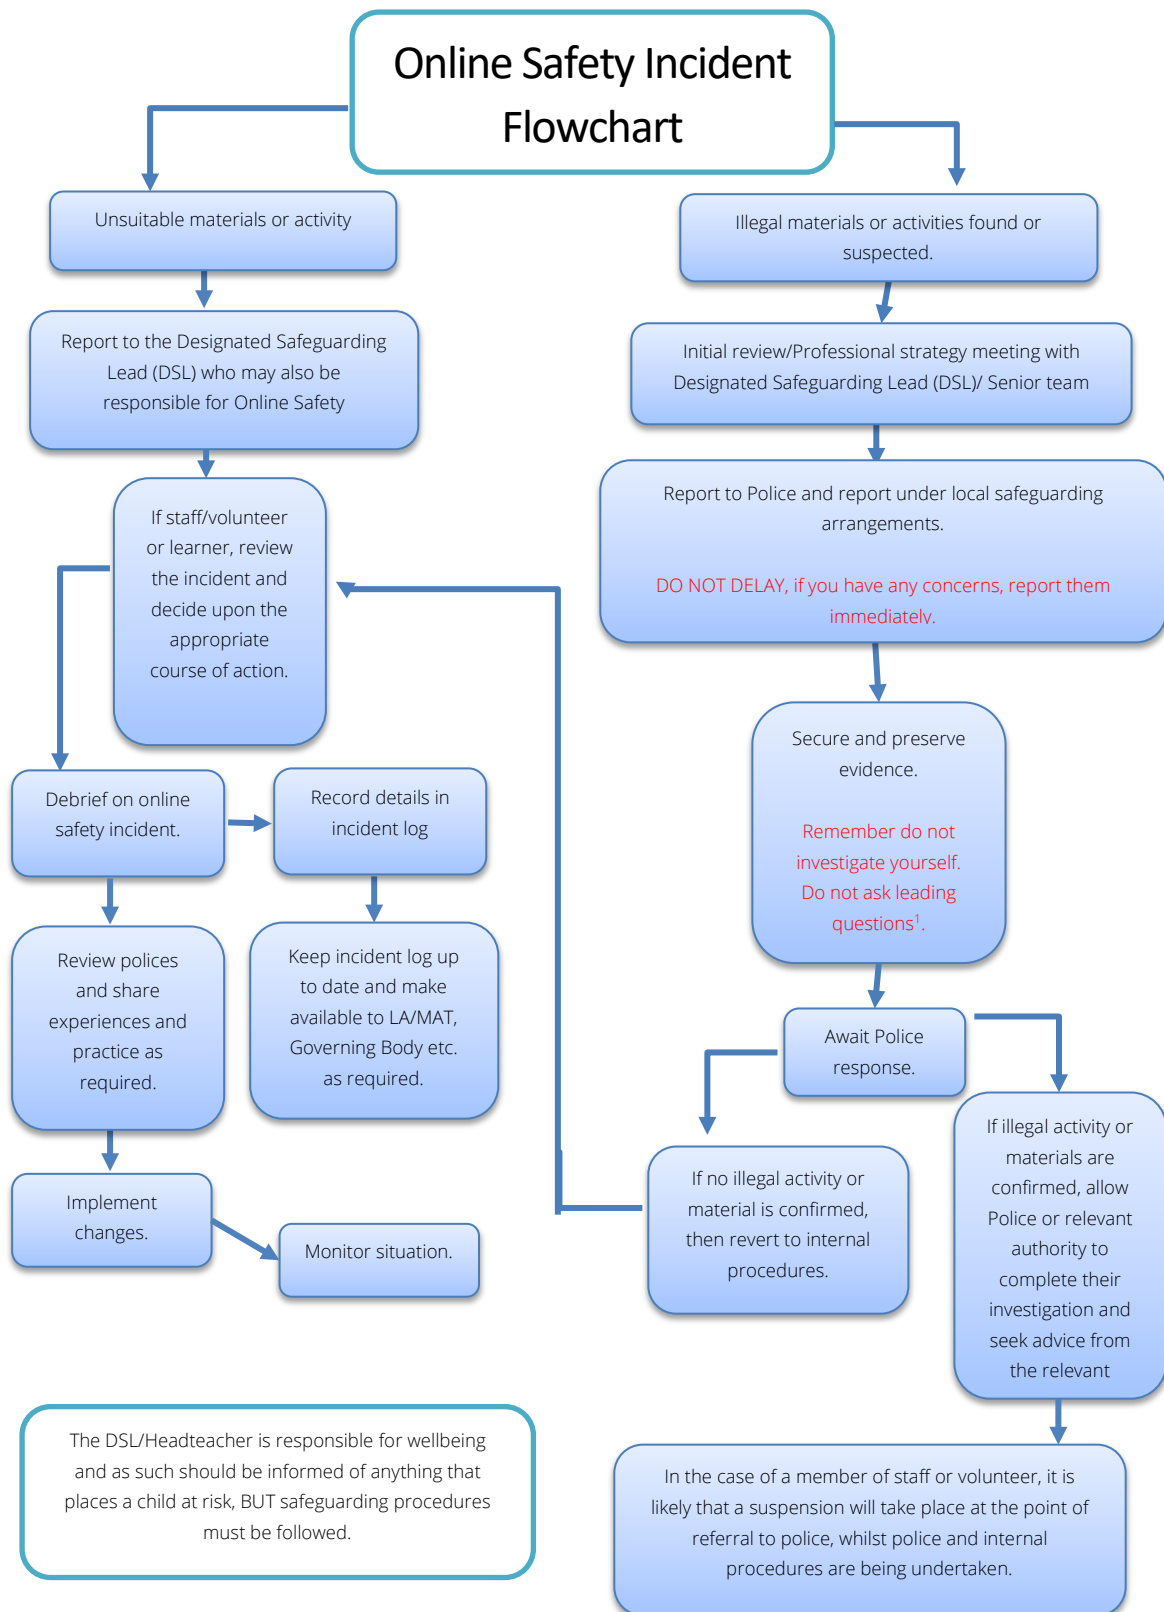 Online Safety Incident
Flowchart
Unsuitable materials or activity
Report to the Designated Safeguarding
Lead (DSL) who may also be
responsible for Online Safety
If staff/volunteer
or learner, review
the incident and
decide upon the
appropriate
course of action.
Debrief on online
safety incident.
Record details in
incident log
Review polices
and share
experiences and
practice as
required.
Keep incident log up
to date and make
available to LA/MAT,
Governing Body etc.
as required.
Implement
changes.
Monitor situation.
Illegal materials or activities found or
suspected.
Initial review/Professional strategy meeting with
Designated Safeguarding Lead (DSL)/ Senior team
Report to Police and report under local safeguarding
arrangements.
DO NOT DELAY, if you have any concerns, report them
immediately.
Secure and preserve
evidence.
Remember do not
investigate yourself.
Do not ask leading
questions¹.
Await Police
response.
If no illegal activity or
material is confirmed,
then revert to internal
procedures.
If illegal activity or
materials are
confirmed, allow
Police or relevant
authority to
complete their
investigation and
seek advice from
the relevant
In the case of a member of staff or volunteer, it is
likely that a suspension will take place at the point of
referral to police, whilst police and internal
procedures are being undertaken.
The DSL/Headteacher is responsible for wellbeing
and as such should be informed of anything that
places a child at risk, BUT safeguarding procedures
must be followed.